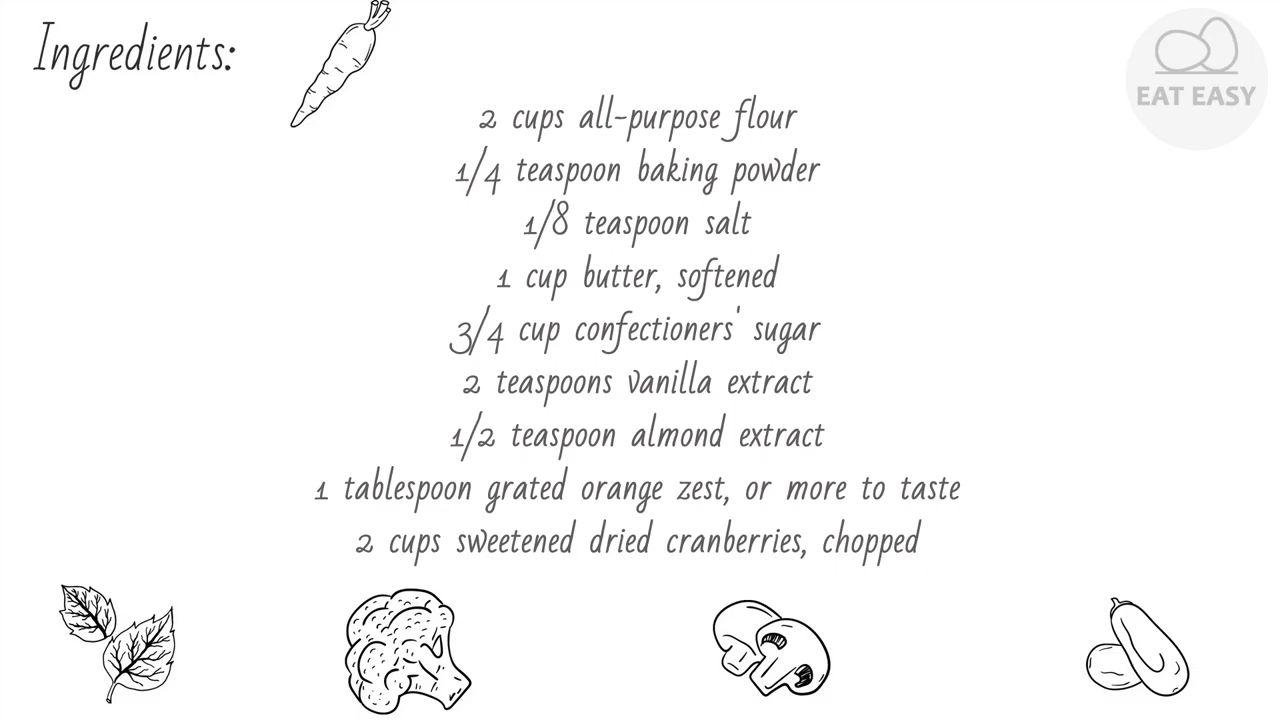 Ingredients:
EAT EASY
2 cups all-purpose flour
1/4 teaspoon baking powder
1/8 teaspoon salt
1 cup butter, softened
3/4 cup confectioners' sugar
2 teaspoons vanilla extract
1/2 teaspoon almond extract
1 tablespoon grated orange zest, or more to taste
2 cups sweetened dried cranberries, chopped